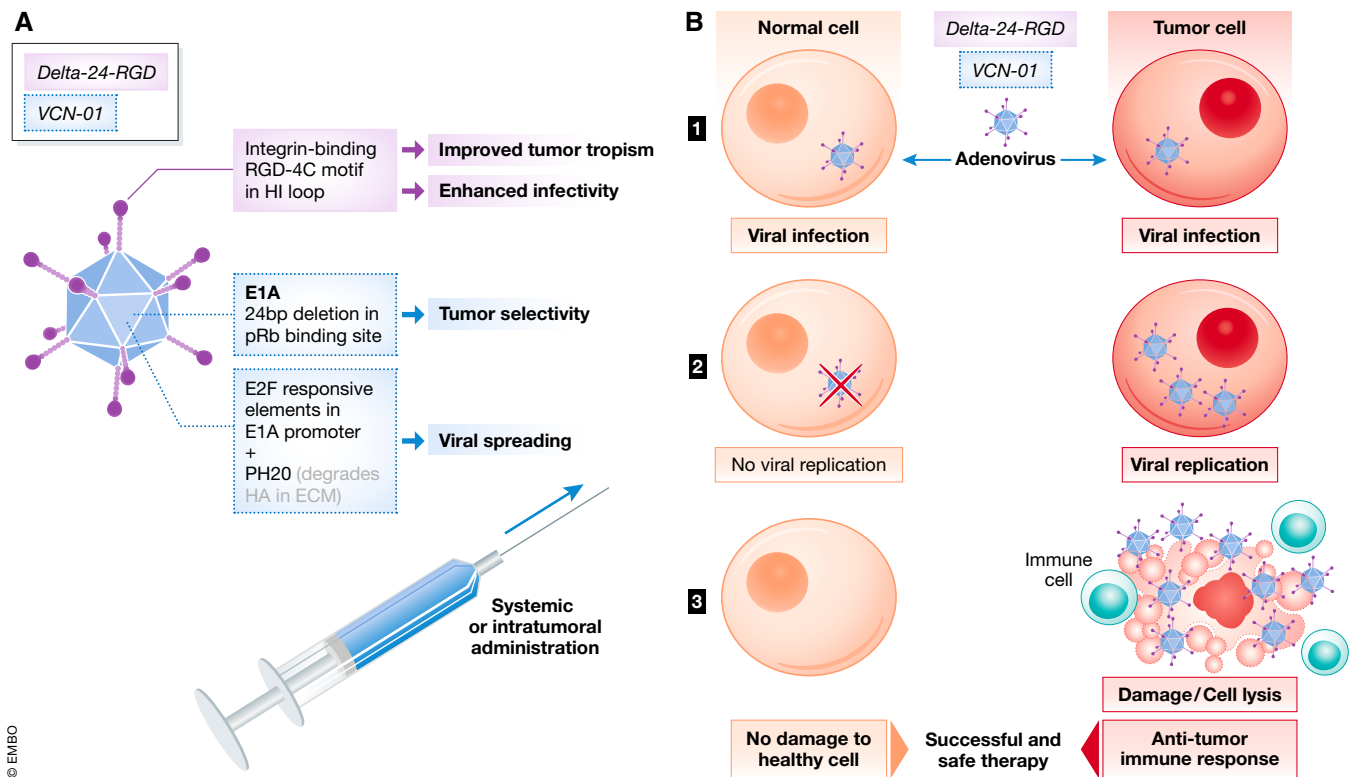 A
Delta-24-RGD
VCN-01
Integrin-binding
RGD-4C motif
in HI loop
Improved tumor tropism
Enhanced infectivity
E1A
24bp deletion in
pRb binding site
Tumor selectivity
E2F responsive
elements in
E1A promoter
+
PH20 (degrades
HA in ECM)
Viral spreading
Systemic
or intratumoral
administration
© EMBO
B
Normal cell
Delta-24-RGD
VCN-01
Tumor cell
1
Adenovirus
Viral infection
Viral infection
2
No viral replication
Viral replication
3
Immune
cell
Damage/Cell lysis
No damage to
healthy cell
Successful and
safe therapy
Anti-tumor
immune response